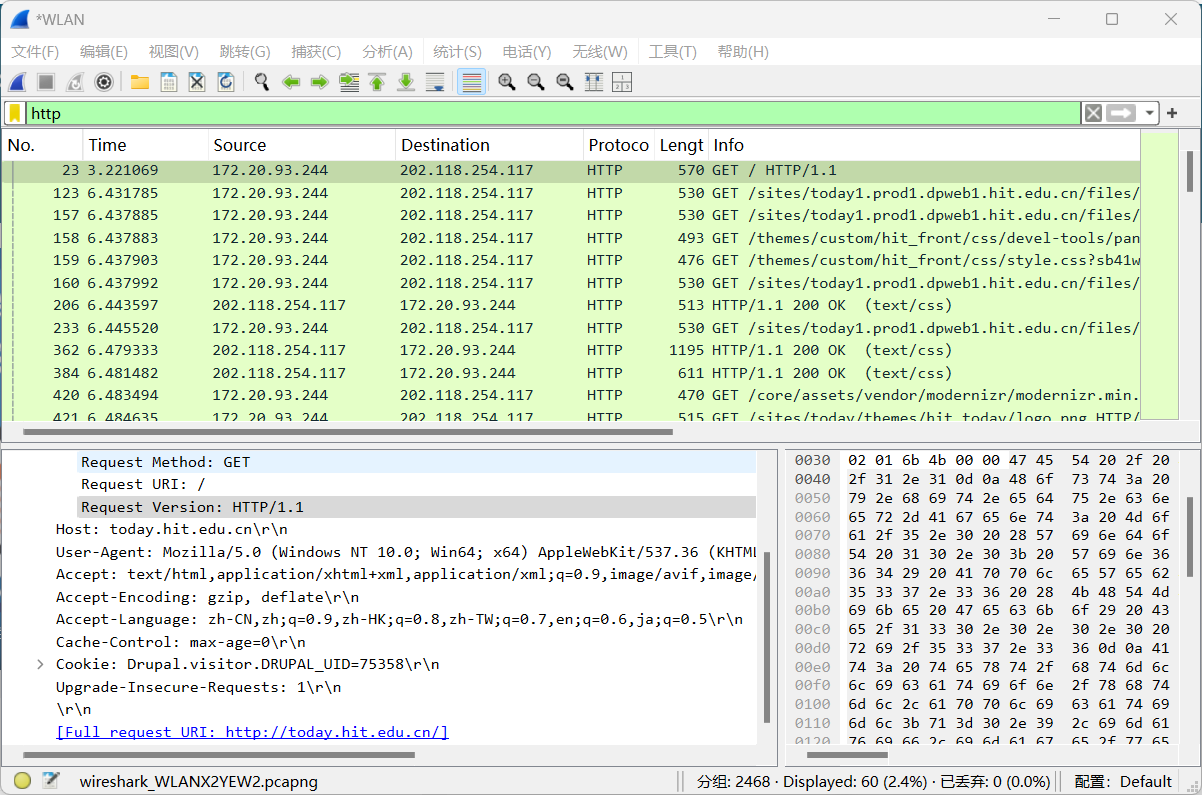 *WLAN
文件(F) 编辑(E) 视图(V) 跳转(G) 捕获(C) 分析(A) 统计(S) 电话(Y) 无线(W) 工具(T) 帮助(H)
http
No. Time Source Destination Protoco Lengt Info
23 3.221069 172.20.93.244 202.118.254.117 HTTP 570 GET / HTTP/1.1
123 6.431785 172.20.93.244 202.118.254.117 HTTP 530 GET /sites/today1.prod1.dpweb1.hit.edu.cn/files/
157 6.437885 172.20.93.244 202.118.254.117 HTTP 530 GET /sites/today1.prod1.dpweb1.hit.edu.cn/files/
158 6.437883 172.20.93.244 202.118.254.117 HTTP 493 GET /themes/custom/hit_front/css/devel-tools/pan
159 6.437903 172.20.93.244 202.118.254.117 HTTP 476 GET /themes/custom/hit_front/css/style.css?sb41w
160 6.437992 172.20.93.244 202.118.254.117 HTTP 530 GET /sites/today1.prod1.dpweb1.hit.edu.cn/files/
206 6.443597 202.118.254.117 172.20.93.244 HTTP 513 HTTP/1.1 200 OK (text/css)
233 6.445520 172.20.93.244 202.118.254.117 HTTP 530 GET /sites/today1.prod1.dpweb1.hit.edu.cn/files/
362 6.479333 202.118.254.117 172.20.93.244 HTTP 1195 HTTP/1.1 200 OK (text/css)
384 6.481482 202.118.254.117 172.20.93.244 HTTP 611 HTTP/1.1 200 OK (text/css)
420 6.483494 172.20.93.244 202.118.254.117 HTTP 470 GET /core/assets/vendor/modernizr/modernizr.min.
421 6.484635 172.20.93.244 202.118.254.117 HTTP 515 GET /sites/today/themes/hit_today/logo.png HTTP/
Request Method: GET
Request URI: /
Request Version: HTTP/1.1
Host: today.hit.edu.cn\r\n
User-Agent: Mozilla/5.0 (Windows NT 10.0; Win64; x64) AppleWebKit/537.36 (KHTML
Accept: text/html,application/xhtml+xml,application/xml;q=0.9,image/avif,image/
Accept-Encoding: gzip, deflate\r\n
Accept-Language: zh-CN,zh;q=0.9,zh-HK;q=0.8,zh-TW;q=0.7,en;q=0.6,ja;q=0.5\r\n
Cache-Control: max-age=0\r\n
Cookie: Drupal.visitor.DRUPAL_UID=75358\r\n
Upgrade-Insecure-Requests: 1\r\n
\r\n
[Full request URI: http://today.hit.edu.cn/]
0030 02 01 6b 4b 00 00 47 45 54 20 2f 20
0040 2f 31 2e 31 0d 0a 48 6f 73 74 3a 20
0050 79 2e 68 69 74 2e 65 64 75 2e 63 6e
0060 65 72 2d 41 67 65 6e 74 3a 20 4d 6f
0070 61 2f 35 2e 30 20 28 57 69 6e 64 6f
0080 54 20 31 30 2e 30 3b 20 57 69 6e 36
0090 36 34 29 20 41 70 70 6c 65 57 65 62
00a0 35 33 37 2e 33 36 20 28 4b 48 54 4d
00b0 69 6b 65 20 47 65 63 6b 6f 29 20 43
00c0 65 2f 31 33 30 2e 30 2e 30 2e 30 20
00d0 72 69 2f 35 33 37 2e 33 36 0d 0a 41
00e0 74 3a 20 74 65 78 74 2f 68 74 6d 6c
00f0 6c 69 63 61 74 69 6f 6e 2f 78 68 74
0100 6d 6c 2c 61 70 70 6c 69 63 61 74 69
0110 6d 6c 3b 71 3d 30 2e 39 2c 69 6d 61
0120 76 69 66 2c 69 6d 61 67 65 2f 77 65
wireshark_WLANX2YEW2.pcapng 分组: 2468 · Displayed: 60 (2.4%) · 已丢弃: 0 (0.0%) 配置: Default